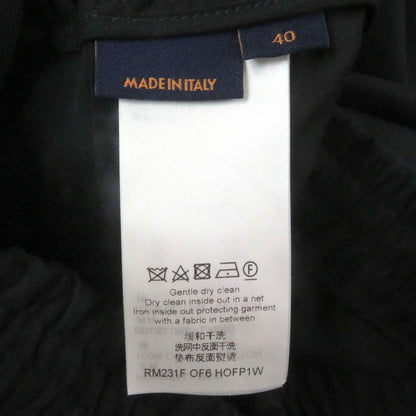 40
MADE IN ITALY
Gentle dry clean
Dry clean inside out in a net
Iron inside out protecting garment
with a fabric in between
缓和干洗
洗网中反面干洗
垫布反面熨烫
RM231F OF6 HOFP1W